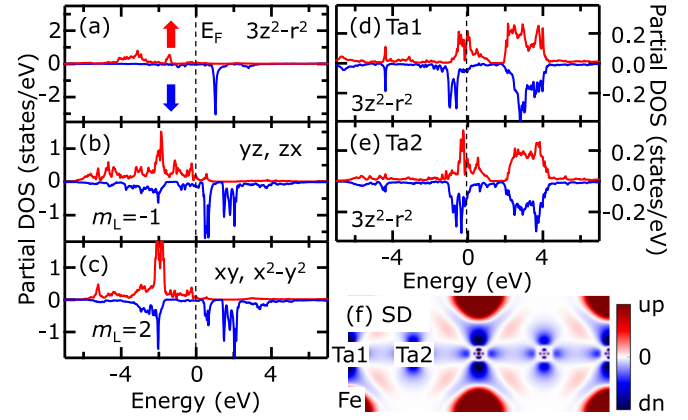 (a) E_F 3z²−r²
2
0
-2
(b) yz, zx
1
0
-1
m_L=-1
(c) xy, x²−y²
1
0
-1
m_L=2
-4 0 4
Energy (eV)
Partial DOS (states/eV)
(d) Ta1
3z²−r²
0.2
0.0
-0.2
(e) Ta2
3z²−r²
0.2
0.0
-0.2
-4 0 4
Energy (eV)
Partial DOS (states/eV)
(f) SD
Ta1 Ta2
Fe
up
0
dn